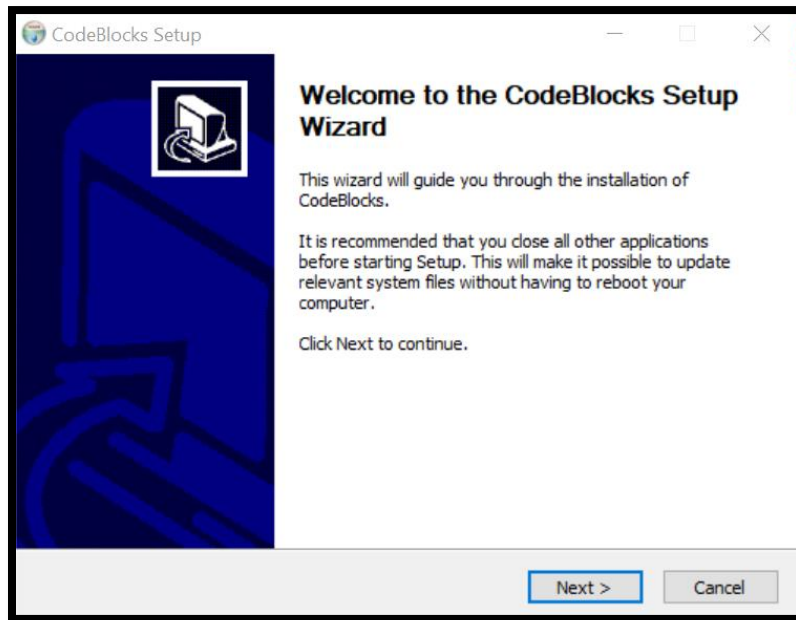 CodeBlocks Setup
Welcome to the CodeBlocks Setup
Wizard
This wizard will guide you through the installation of
CodeBlocks.
It is recommended that you close all other applications
before starting Setup. This will make it possible to update
relevant system files without having to reboot your
computer.
Click Next to continue.
Next >
Cancel